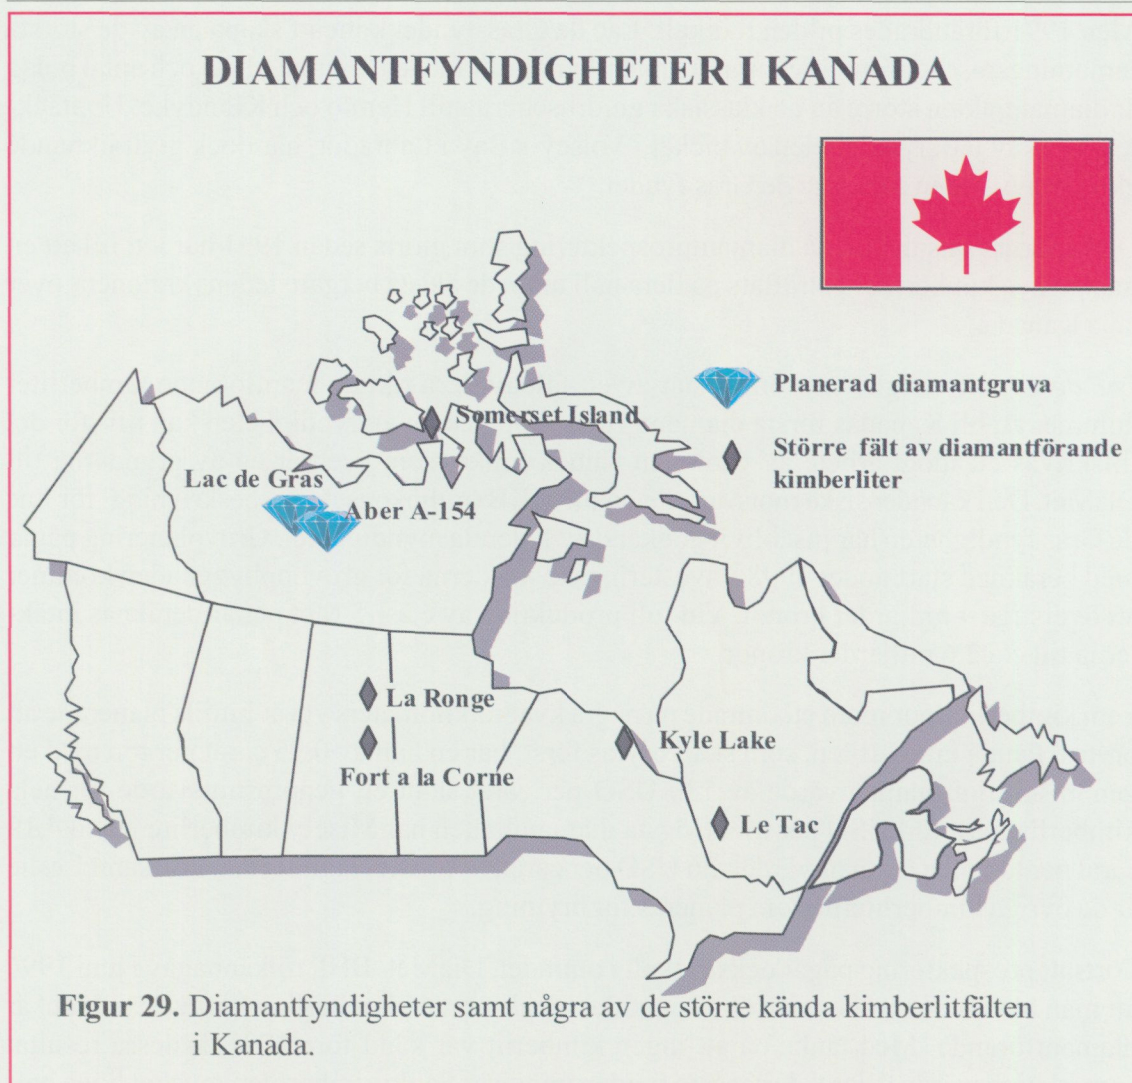 DIAMANTFYNDIGHETER I KANADA
Planerad diamantgruva
Somerset Island
Större fält av diamantförande
kimberliter
Lac de Gras
Aber A-154
La Ronge
Kyle Lake
Fort a la Corne
Le Tac
Figur 29. Diamantfyndigheter samt några av de större kända kimberlitfälten
i Kanada.